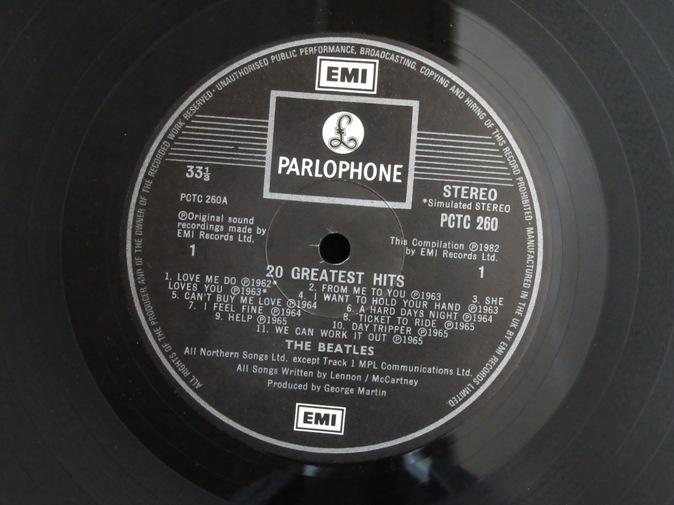 ALL RIGHTS OF THE PRODUCER AND OF THE OWNER OF THE RECORDED WORK RESERVED · UNAUTHORISED PUBLIC PERFORMANCE, BROADCASTING, COPYING AND HIRING OF THIS RECORD PROHIBITED · MANUFACTURED IN THE UK BY EMI RECORDS LIMITED.
EMI
£
PARLOPHONE
33⅓
STEREO
*Simulated STEREO
PCTC 260A
PCTC 260
℗Original sound
recordings made by
EMI Records Ltd.
This Compilation ℗1982
by EMI Records Ltd.
1
1
20 GREATEST HITS
1. LOVE ME DO ℗1962* 2. FROM ME TO YOU ℗1963 3. SHE
LOVES YOU ℗1963* 4. I WANT TO HOLD YOUR HAND ℗1963
5. CAN'T BUY ME LOVE ℗1964 6. A HARD DAYS NIGHT ℗1964
7. I FEEL FINE ℗1964 8. TICKET TO RIDE ℗1965
9. HELP ℗1965 10. DAYTRIPPER ℗1965
11. WE CAN WORK IT OUT ℗1965
THE BEATLES
All Northern Songs Ltd. except Track 1 MPL Communications Ltd.
All Songs Written by Lennon / McCartney
Produced by George Martin
EMI